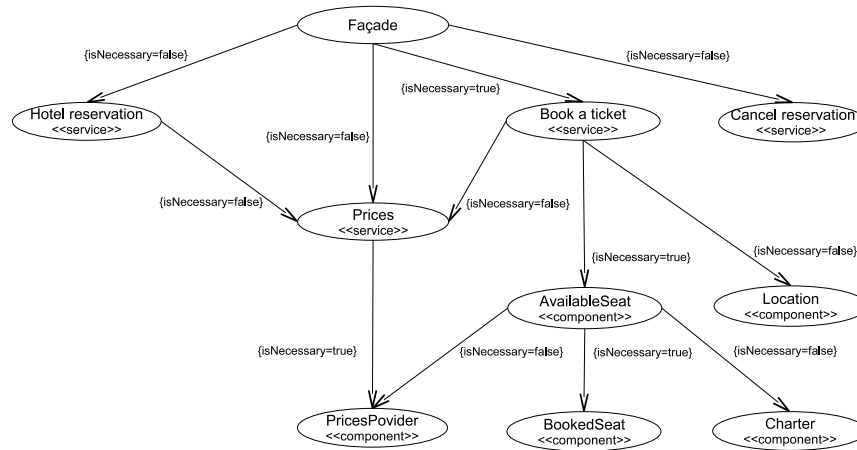 Façade
{isNecessary=false}
{isNecessary=false}
{isNecessary=true}
Hotel reservation
<<service>>
Book a ticket
<<service>>
Cancel reservation
<<service>>
{isNecessary=false}
{isNecessary=false}
{isNecessary=false}
Prices
<<service>>
{isNecessary=true}
{isNecessary=false}
AvailableSeat
<<component>>
Location
<<component>>
{isNecessary=true}
{isNecessary=false}
{isNecessary=true}
{isNecessary=false}
PricesPovider
<<component>>
BookedSeat
<<component>>
Charter
<<component>>